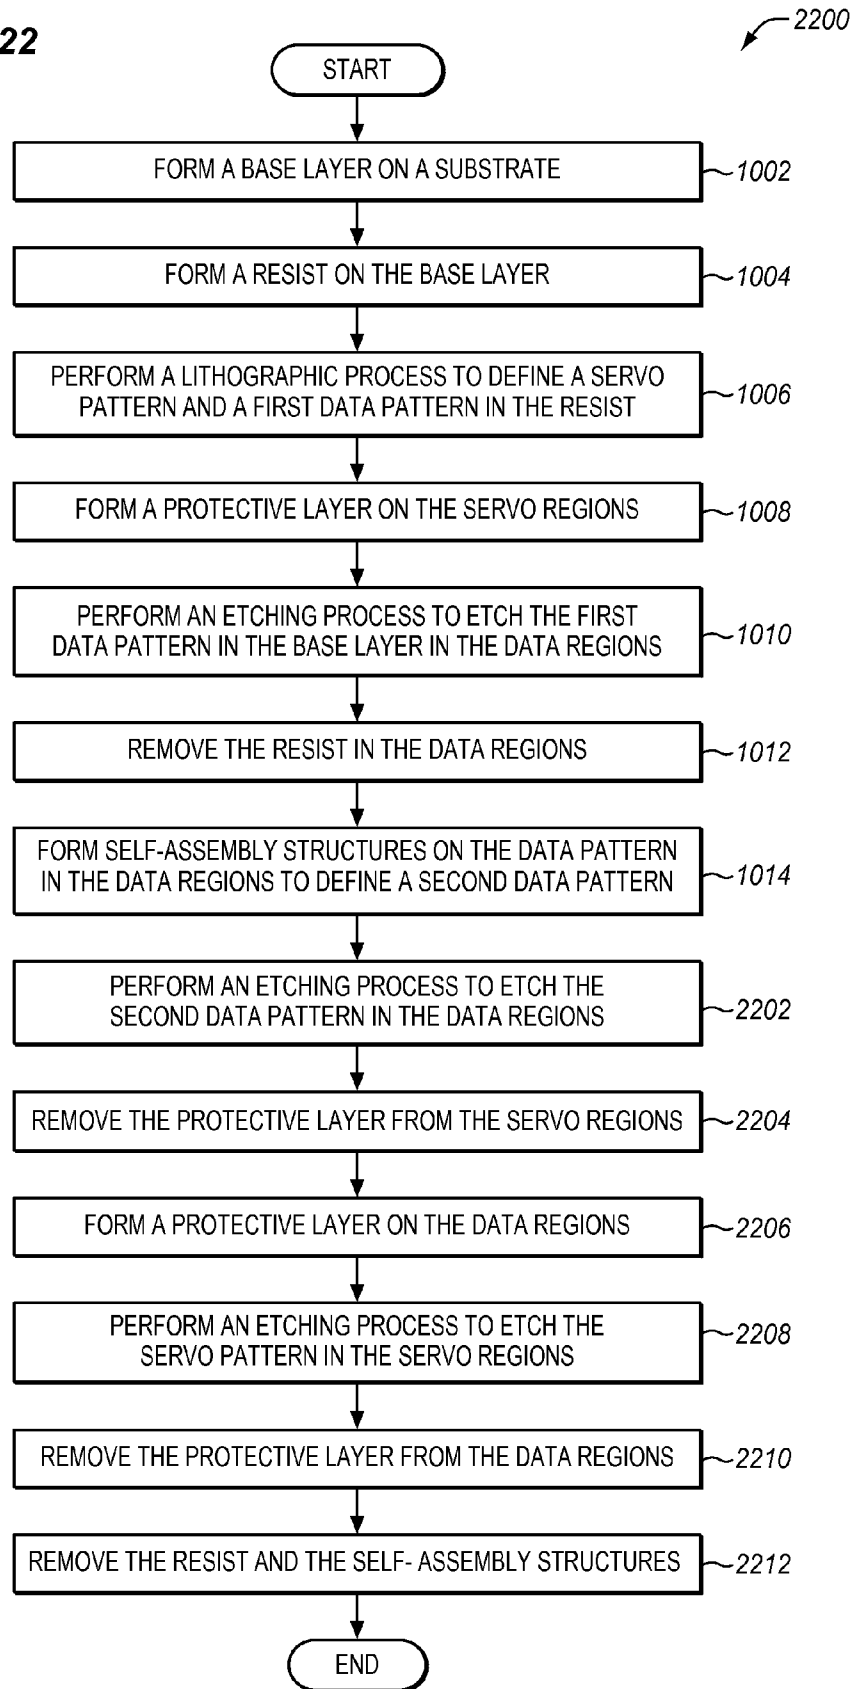 22
2200
START
FORM A BASE LAYER ON A SUBSTRATE
1002
FORM A RESIST ON THE BASE LAYER
1004
PERFORM A LITHOGRAPHIC PROCESS TO DEFINE A SERVO
PATTERN AND A FIRST DATA PATTERN IN THE RESIST
1006
FORM A PROTECTIVE LAYER ON THE SERVO REGIONS
1008
PERFORM AN ETCHING PROCESS TO ETCH THE FIRST
DATA PATTERN IN THE BASE LAYER IN THE DATA REGIONS
1010
REMOVE THE RESIST IN THE DATA REGIONS
1012
FORM SELF-ASSEMBLY STRUCTURES ON THE DATA PATTERN
IN THE DATA REGIONS TO DEFINE A SECOND DATA PATTERN
1014
PERFORM AN ETCHING PROCESS TO ETCH THE
SECOND DATA PATTERN IN THE DATA REGIONS
2202
REMOVE THE PROTECTIVE LAYER FROM THE SERVO REGIONS
2204
FORM A PROTECTIVE LAYER ON THE DATA REGIONS
2206
PERFORM AN ETCHING PROCESS TO ETCH THE
SERVO PATTERN IN THE SERVO REGIONS
2208
REMOVE THE PROTECTIVE LAYER FROM THE DATA REGIONS
2210
REMOVE THE RESIST AND THE SELF- ASSEMBLY STRUCTURES
2212
END